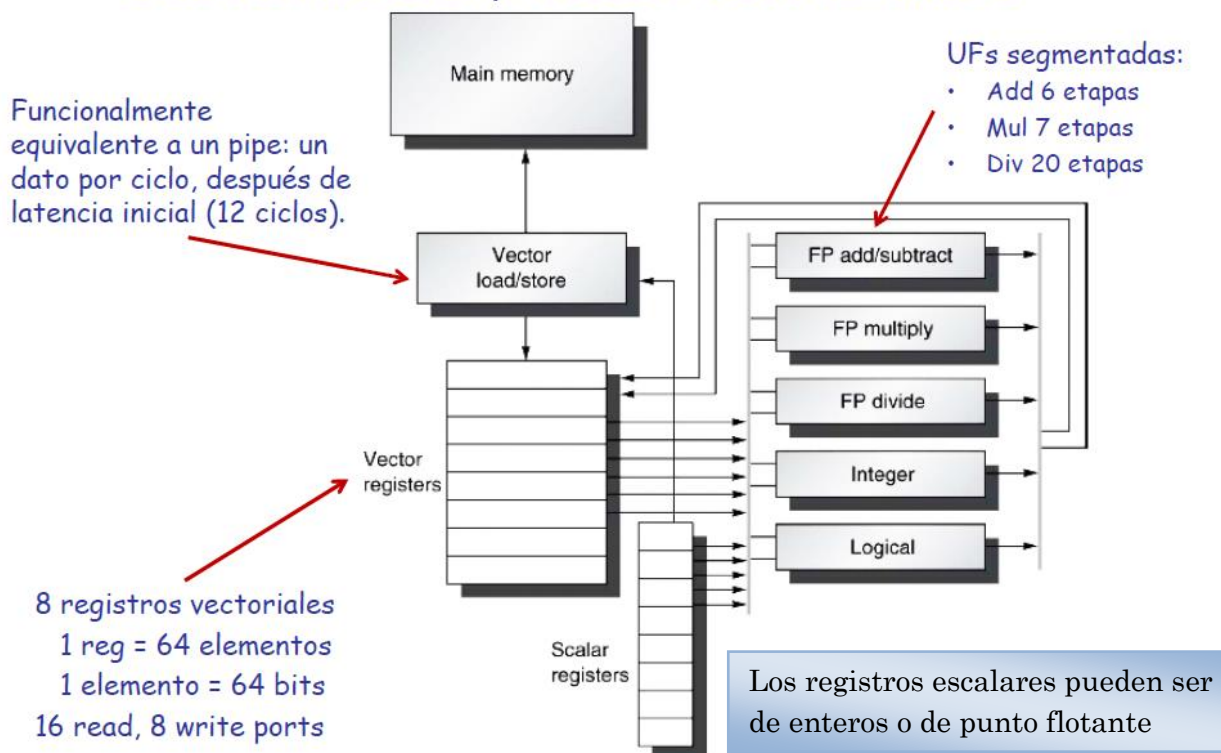 Main memory
UFs segmentadas:
• Add 6 etapas
• Mul 7 etapas
• Div 20 etapas
Funcionalmente
equivalente a un pipe: un
dato por ciclo, después de
latencia inicial (12 ciclos).
Vector
load/store
FP add/subtract
FP multiply
FP divide
Integer
Logical
Vector
registers
8 registros vectoriales
1 reg = 64 elementos
1 elemento = 64 bits
16 read, 8 write ports
Scalar
registers
Los registros escalares pueden ser
de enteros o de punto flotante